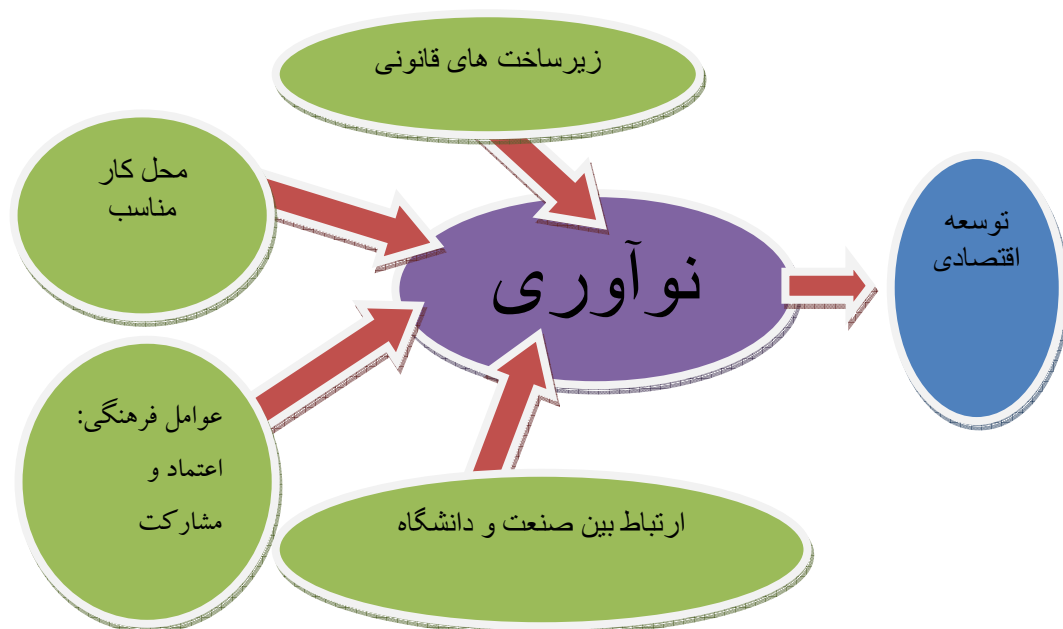 زیرساخت های قانونی
محل کار
مناسب
نوآوری
توسعه
اقتصادی
عوامل فرهنگی:
اعتماد و
مشارکت
ارتباط بین صنعت و دانشگاه